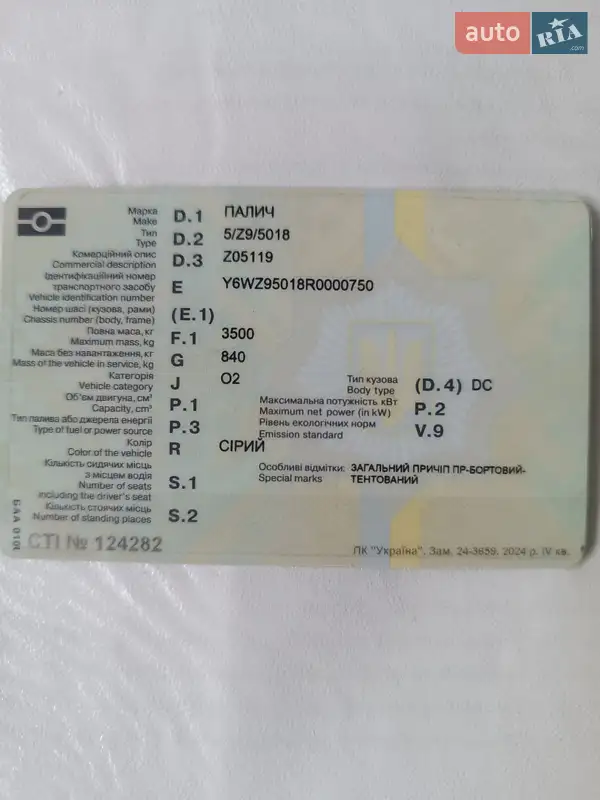 auto RIA .com
Марка D.1 ПАЛИЧ
Make
Тип D.2 5/Z9/5018
Type
Комерційний опис D.3 Z05119
Commercial description
Ідентифікаційний номер
транспортного засобу E Y6WZ95018R0000750
Vehicle identification number
Номер шасі (кузова, рами) (E.1)
Chassis number (body, frame)
Повна маса, кг F.1 3500
Maximum mass, kg
Маса без навантаження, кг G 840
Mass of the vehicle in service, kg
Категорія J O2
Vehicle category
Тип кузова (D.4) DC
Body type
Об'єм двигуна, см³ P.1
Capacity, cm³
Максимальна потужність кВт P.2
Maximum net power (in kW)
Тип палива або джерела енергії P.3
Type of fuel or power source
Рівень екологічних норм V.9
Emission standard
Колір R СІРИЙ
Color of the vehicle
Кількість сидячих місць
з місцем водія S.1
Number of seats
including the driver's seat
Особливі відмітки: ЗАГАЛЬНИЙ ПРИЧІП ПР-БОРТОВИЙ-
Special marks ТЕНТОВАНИЙ
Кількість стоячих місць S.2
Number of standing places
СТІ № 124282
ПК "Україна". Зам. 24-3659. 2024 р. IV кв.